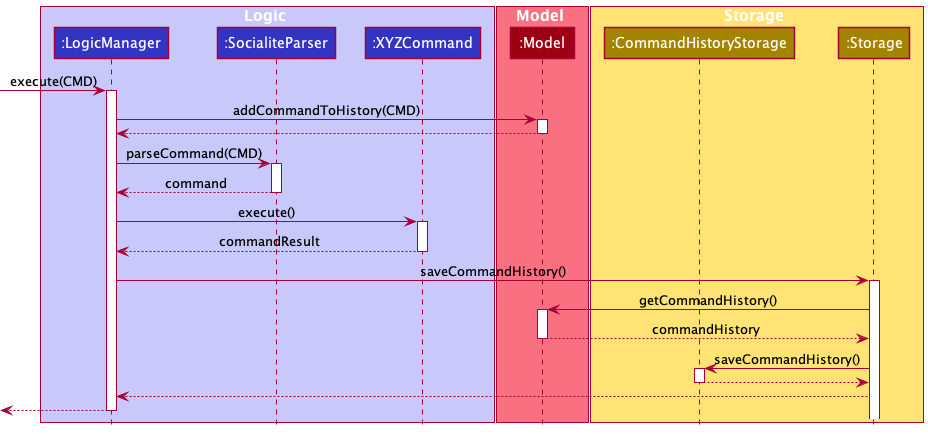 Logic
Model
Storage
:LogicManager
:SocialiteParser
:XYZCommand
:Model
:CommandHistoryStorage
:Storage
execute(CMD)
addCommandToHistory(CMD)
parseCommand(CMD)
command
execute()
commandResult
saveCommandHistory()
getCommandHistory()
commandHistory
saveCommandHistory()